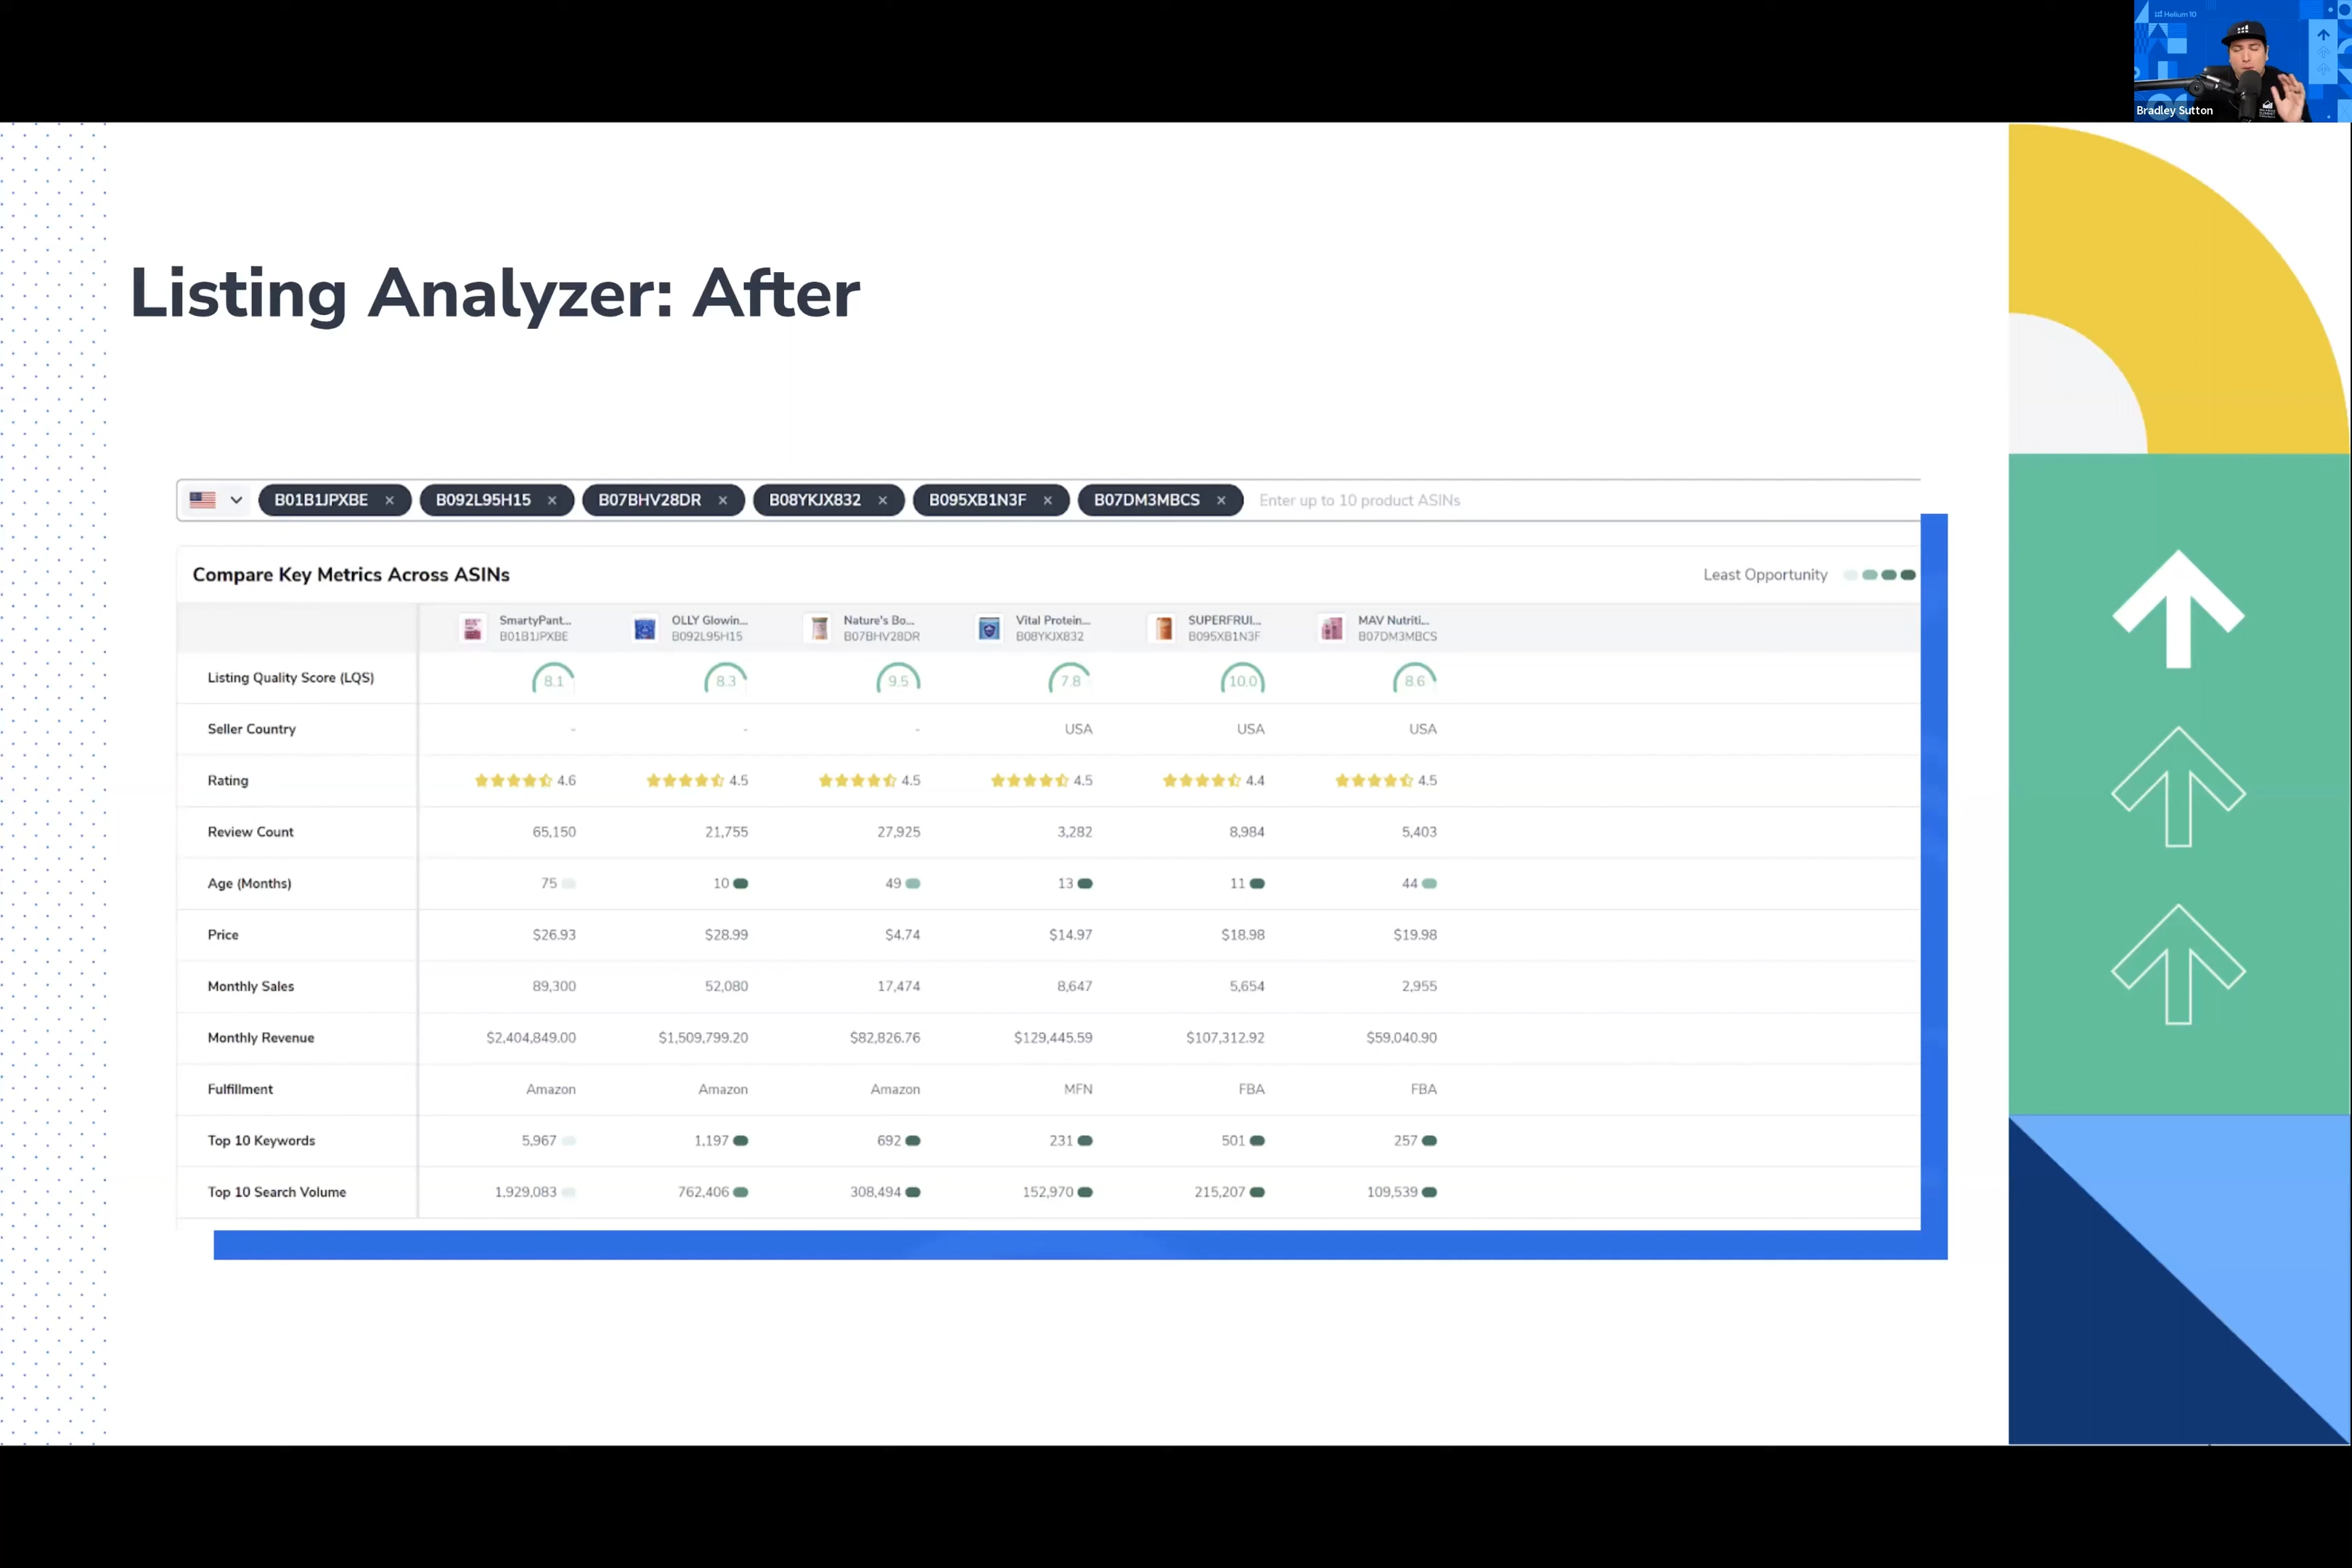 Helium 10
Bradley Sutton
Listing Analyzer: After
B01B1JPXBE × B092L95H15 × B07BHV28DR × B08YKJX832 × B095XB1N3F × B07DM3MBCS × Enter up to 10 product ASINs
Compare Key Metrics Across ASINs Least Opportunity
SmartyPant... OLLY Glowin... Nature's Bo... Vital Protein... SUPERFRUI... MAV Nutriti...
B01B1JPXBE B092L95H15 B07BHV28DR B08YKJX832 B095XB1N3F B07DM3MBCS
Listing Quality Score (LQS) 8.1 8.3 9.5 7.8 10.0 8.6
Seller Country - - - USA USA USA
Rating 4.6 4.5 4.5 4.5 4.4 4.5
Review Count 65,150 21,755 27,925 3,282 8,984 5,403
Age (Months) 75 10 49 13 11 44
Price $26.93 $28.99 $4.74 $14.97 $18.98 $19.98
Monthly Sales 89,300 52,080 17,474 8,647 5,654 2,955
Monthly Revenue $2,404,849.00 $1,509,799.20 $82,826.76 $129,445.59 $107,312.92 $59,040.90
Fulfillment Amazon Amazon Amazon MFN FBA FBA
Top 10 Keywords 5,967 1,197 692 231 501 257
Top 10 Search Volume 1,929,083 762,406 308,494 152,970 215,207 109,539